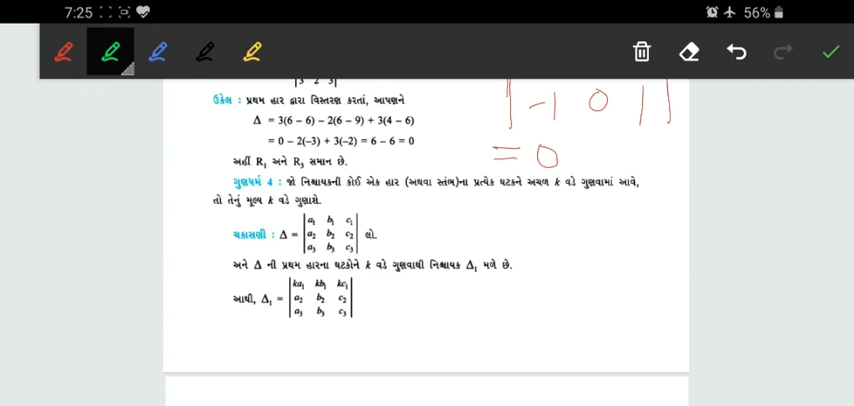 7:25 56%
|3 2 3|
ઉકેલ : પ્રથમ હાર દ્વારા વિસ્તરણ કરતાં, આપણને
Δ = 3(6 – 6) – 2(6 – 9) + 3(4 – 6)
= 0 – 2(–3) + 3(–2) = 6 – 6 = 0
અહીં R₁ અને R₃ સમાન છે.
-1 0 1
= 0
ગુણધર્મ 4 : જો નિશ્ચાયકની કોઈ એક હાર (અથવા સ્તંભ)ના પ્રત્યેક ઘટકને અચળ k વડે ગુણવામાં આવે,
તો તેનું મૂલ્ય k વડે ગુણાશે.
ચકાસણી : Δ = | a₁ b₁ c₁ |
| a₂ b₂ c₂ | લો.
| a₃ b₃ c₃ |
અને Δ ની પ્રથમ હારના ઘટકોને k વડે ગુણવાથી નિશ્ચાયક Δ₁ મળે છે.
આથી, Δ₁ = | ka₁ kb₁ kc₁ |
| a₂ b₂ c₂ |
| a₃ b₃ c₃ |